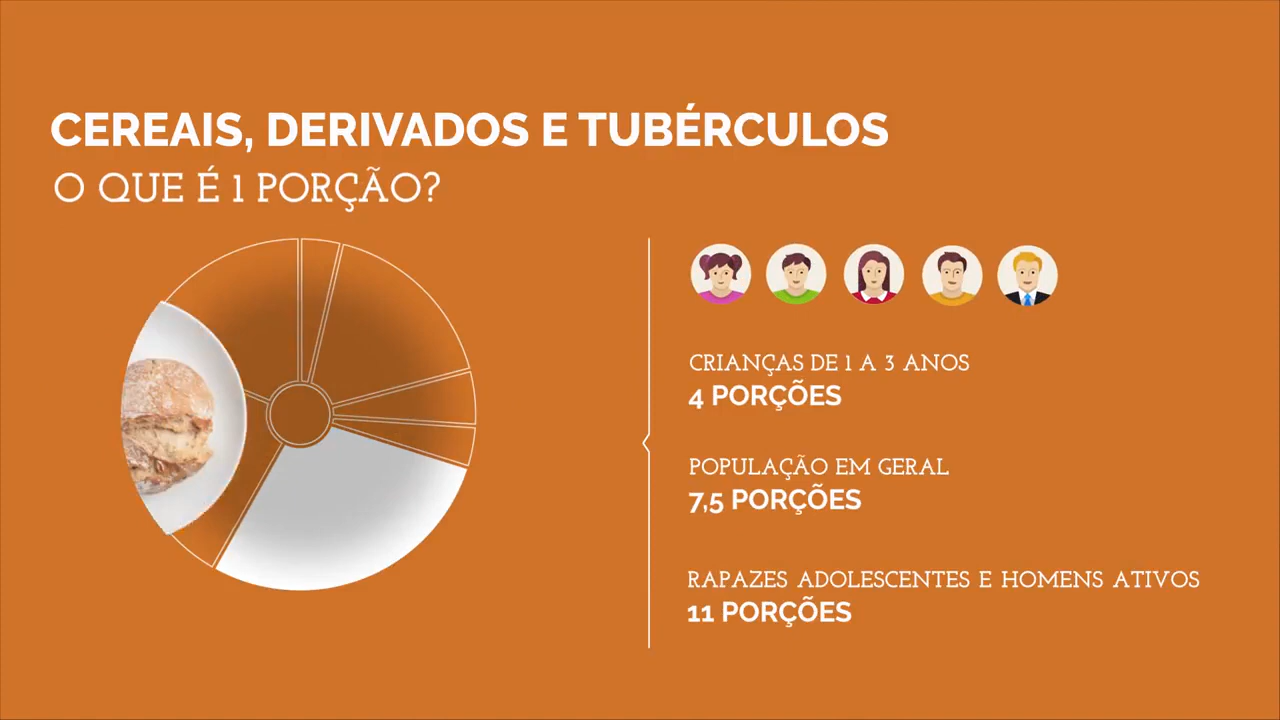 CEREAIS, DERIVADOS E TUBÉRCULOS
O QUE É 1 PORÇÃO?
CRIANÇAS DE 1 A 3 ANOS
4 PORÇÕES
POPULAÇÃO EM GERAL
7,5 PORÇÕES
RAPAZES ADOLESCENTES E HOMENS ATIVOS
11 PORÇÕES